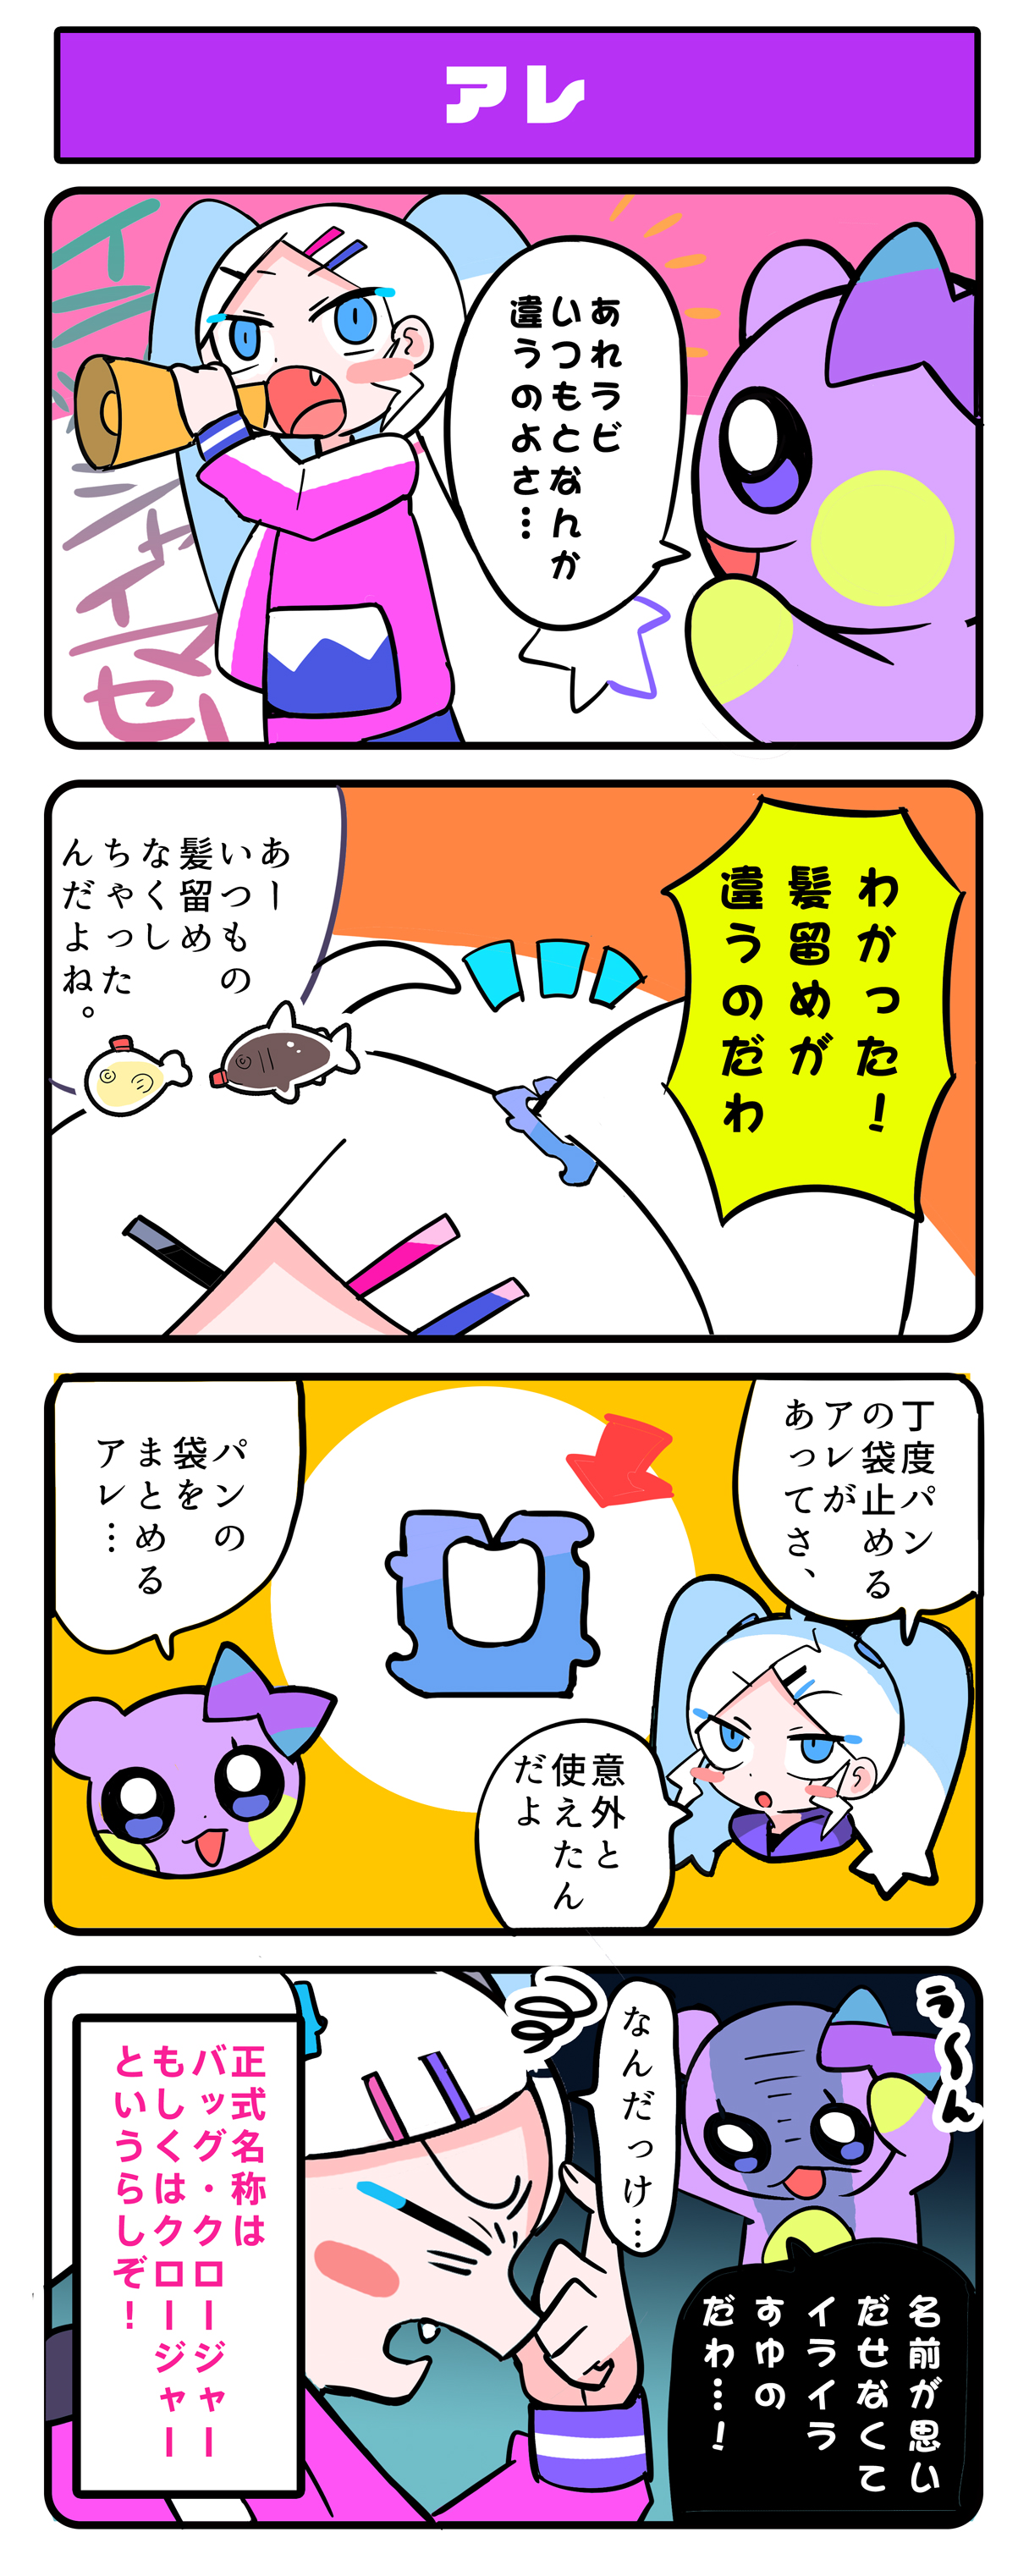 アレ
あれラビ
いつもとなんか
違うのよさ…
わかった！
髪留めが
違うのだわ
あー
いつもの
髪留め
なくし
ちゃった
んだよね。
丁度パン
の袋止める
アレが
あってさ、
意外と
使えたん
だよ
パンの
袋を
まとめる
アレ…
う〜ん
なんだっけ…
名前が思い
だせなくて
イライラ
すゆの
だわ…！
正式名称は
バッグ・クロージャー
もしくはクロージャー
というらしぞ！